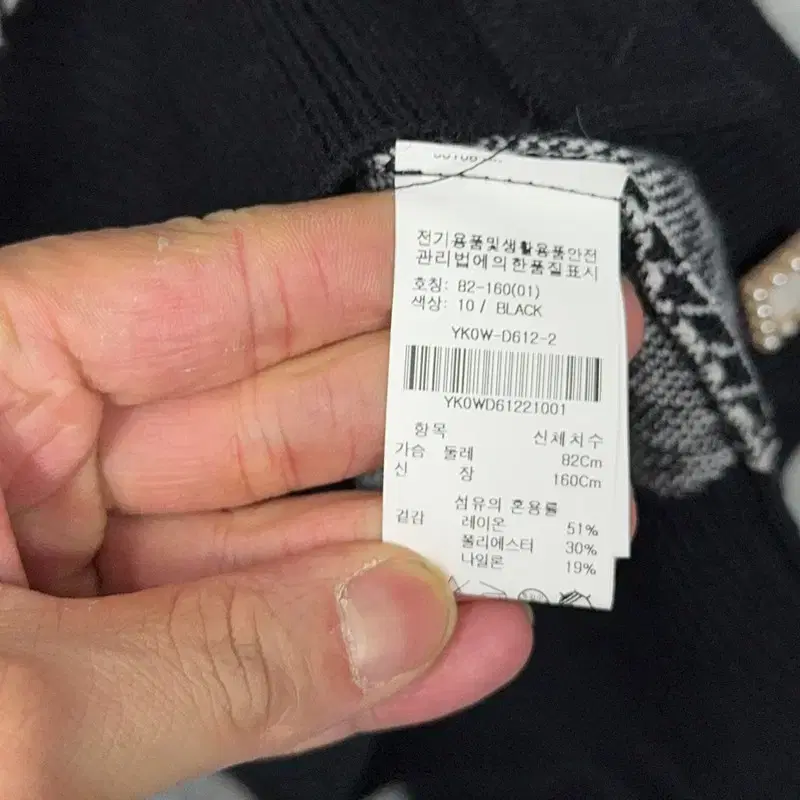 전기용품및생활용품안전
관리법에의한품질표시
호칭: 82-160(01)
색상: 10 / BLACK
YK0W-D612-2
YK0WD61221001
항목 신체치수
가슴 둘레 82Cm
신 장 160Cm
섬유의 혼용률
겉감 레이온 51%
폴리에스터 30%
나일론 19%